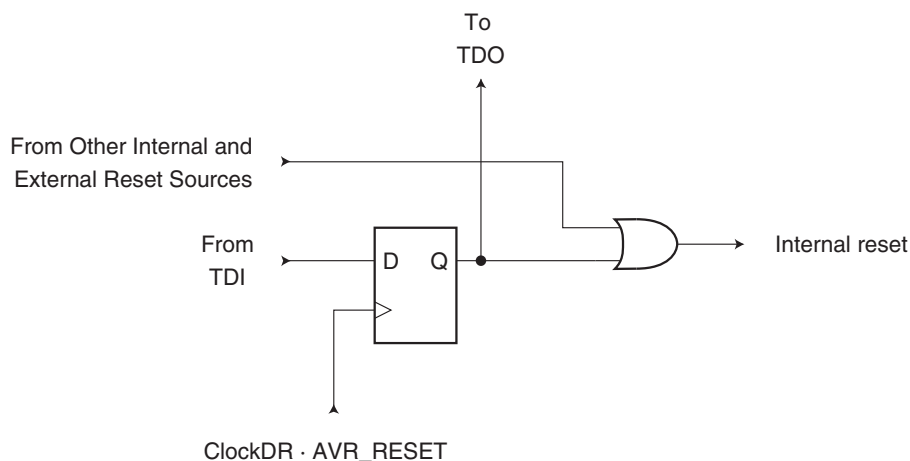 To
TDO
From Other Internal and
External Reset Sources
From
TDI
D
Q
Internal reset
ClockDR · AVR_RESET